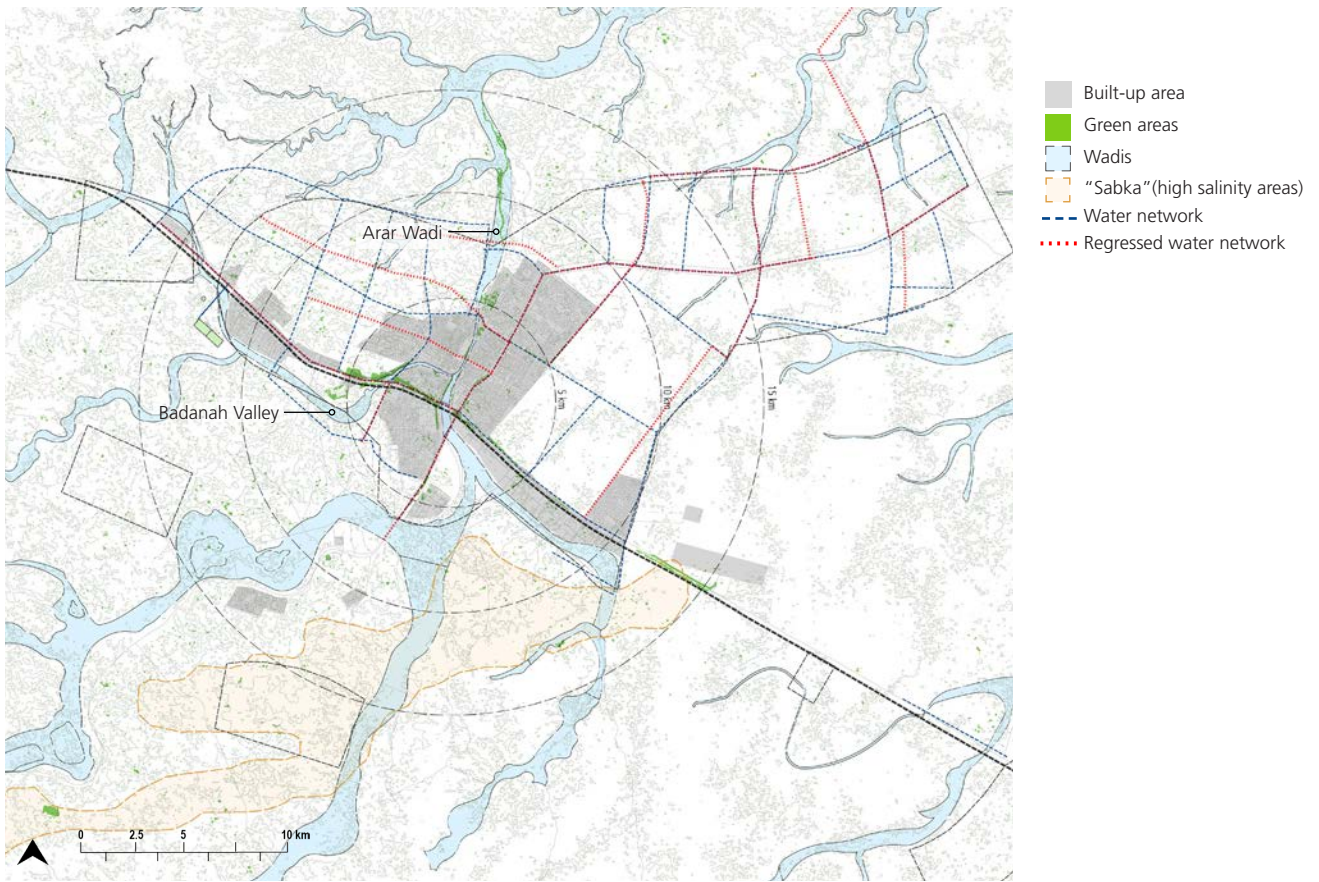 Built-up area
Green areas
Wadis
“Sabka”(high salinity areas)
Water network
Regressed water network
Arar Wadi
Badanah Valley
5 km
10 km
15 km
0 2.5 5 10 km